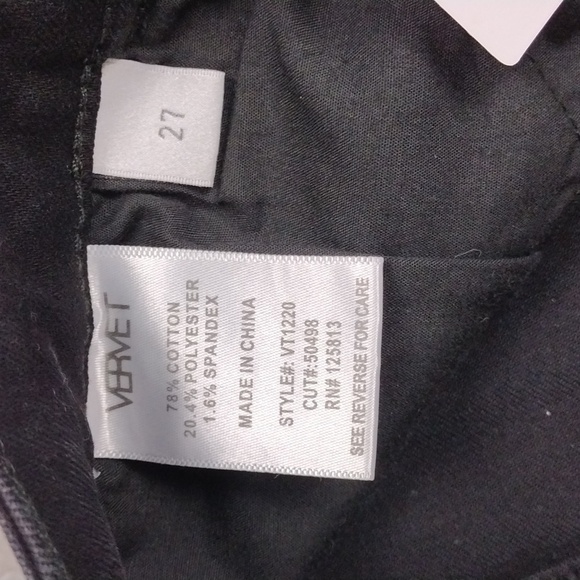 27
VERVET
78% COTTON
20.4% POLYESTER
1.6% SPANDEX
MADE IN CHINA
STYLE#: VT1220
CUT#:50498
RN# 125813
SEE REVERSE FOR CARE